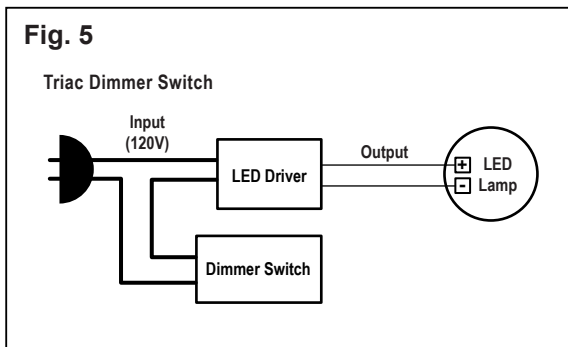 Fig. 5
Triac Dimmer Switch
Input
(120V)
LED Driver
Output
+ LED
- Lamp
Dimmer Switch